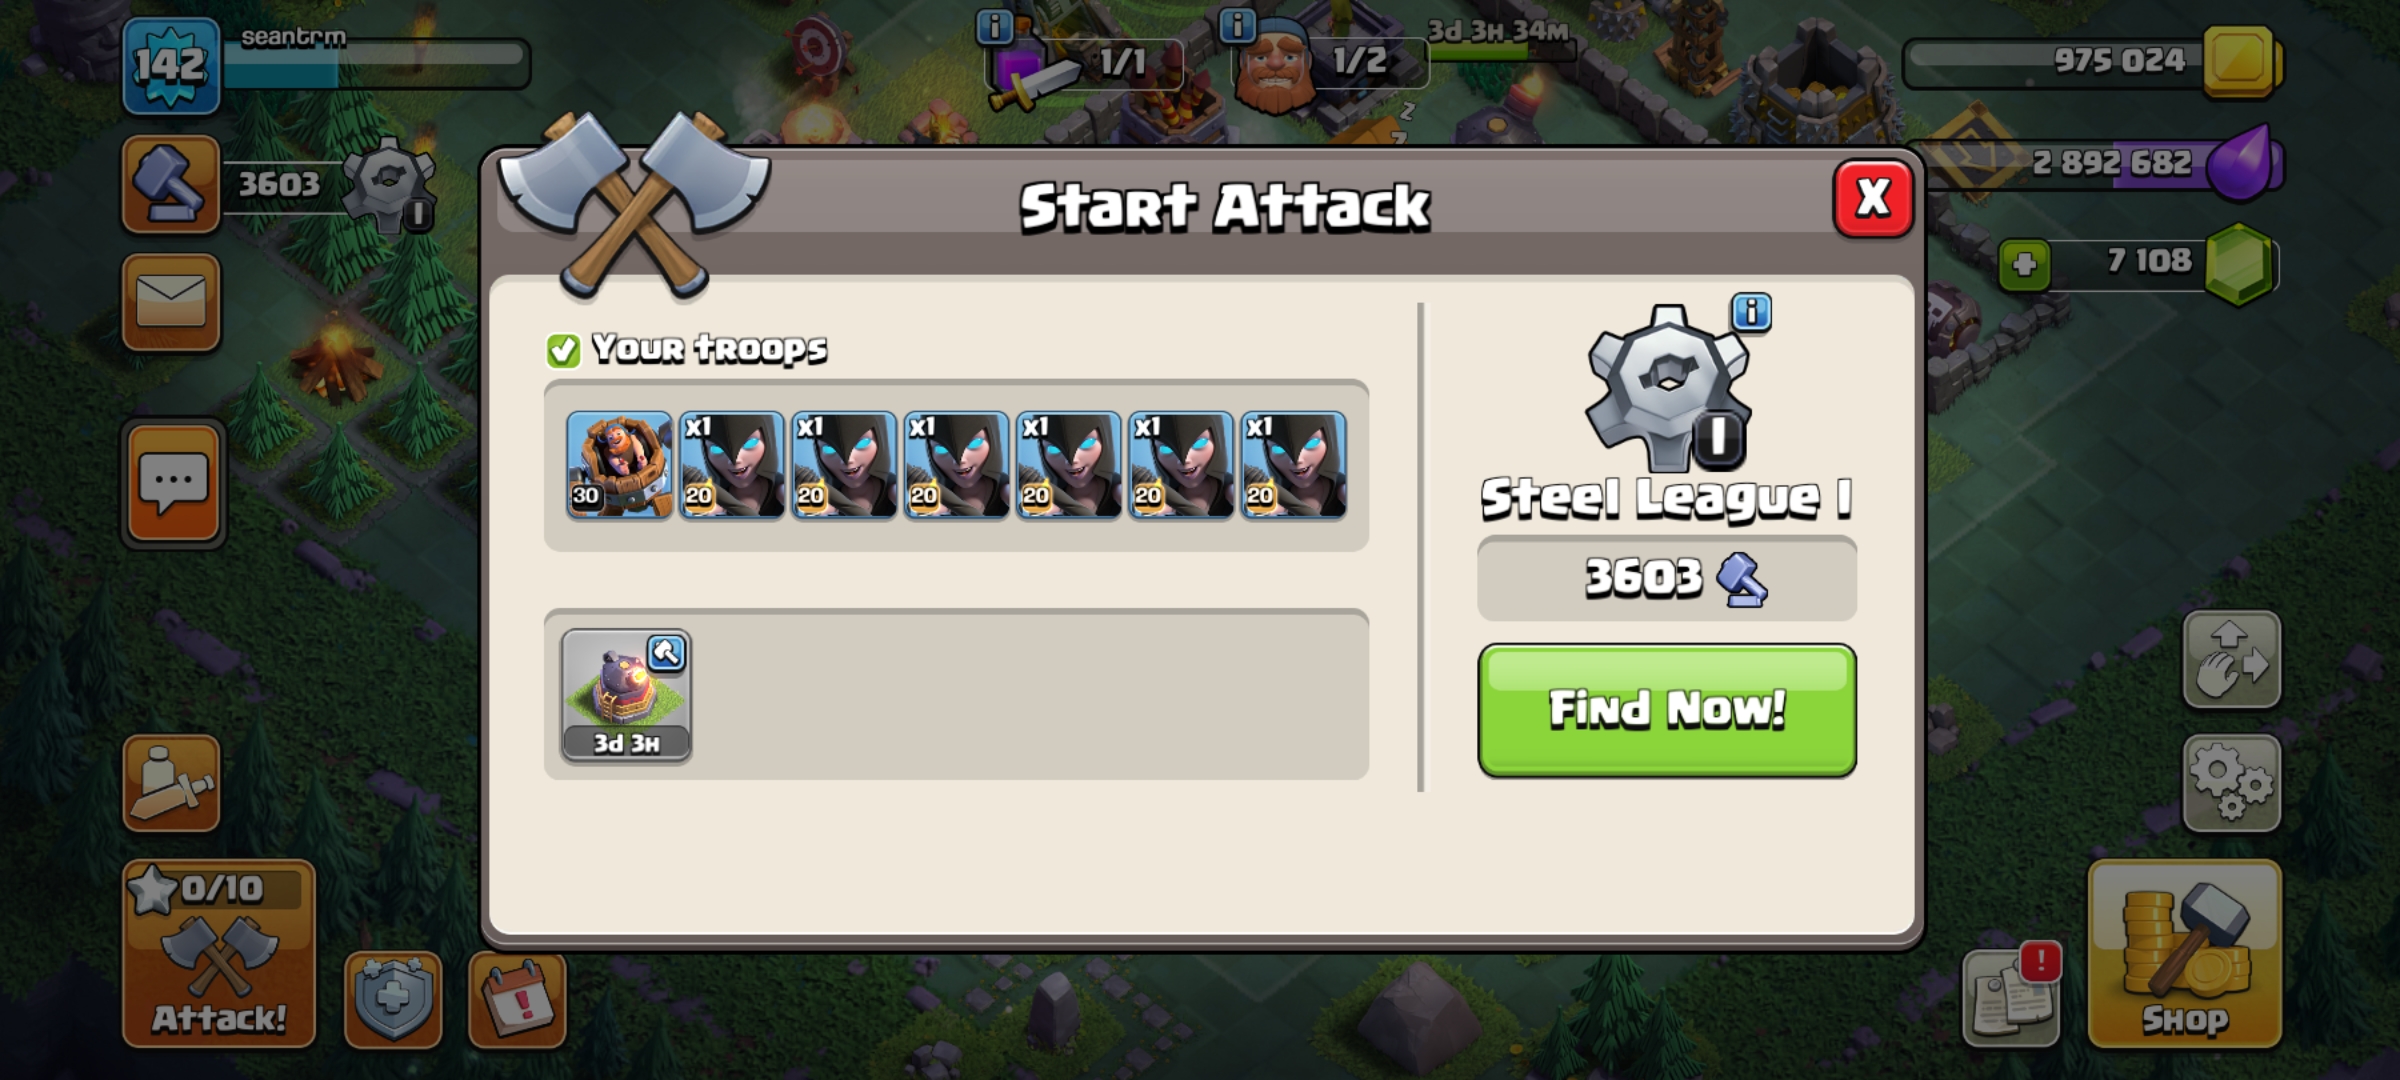 142
seantrm
1/1
1/2
3d 3H 34M
975 024
3603
I
2 892 682
7 108
Start Attack
X
Your troops
30
x1 20
x1 20
x1 20
x1 20
x1 20
x1 20
I
Steel League I
3603
Find Now!
3d 3H
0/10
Attack!
Shop